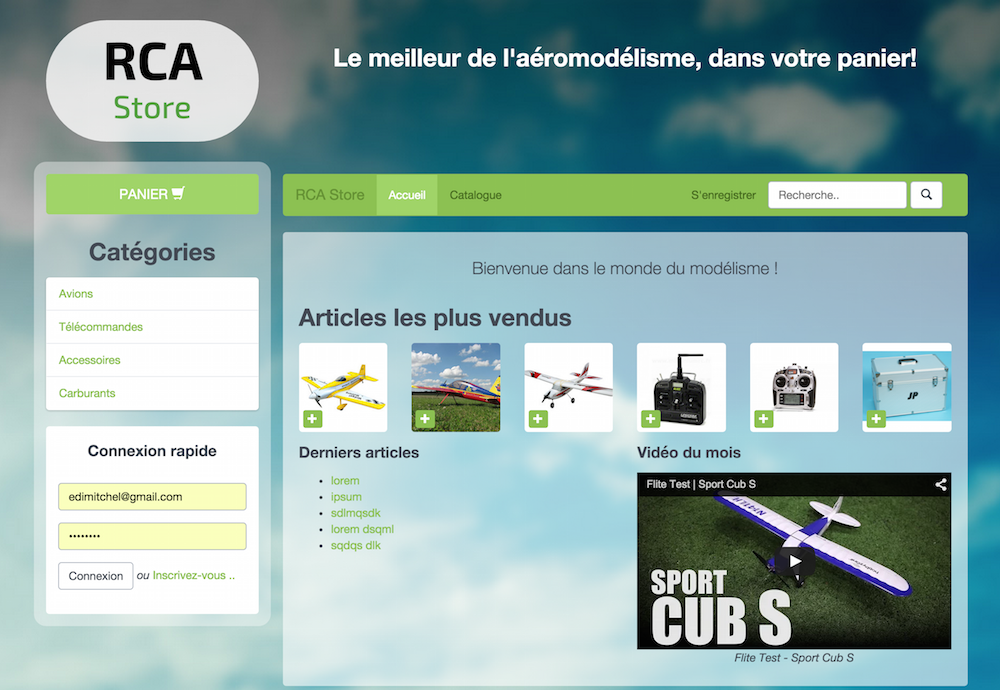 RCA
Store
Le meilleur de l'aéromodélisme, dans votre panier!
PANIER
RCA Store
Accueil
Catalogue
S'enregistrer
Recherche..
Catégories
Avions
Télécommandes
Accessoires
Carburants
Connexion rapide
edimitchel@gmail.com
••••••••
Connexion
ou Inscrivez-vous ..
Bienvenue dans le monde du modélisme !
Articles les plus vendus
JP
Derniers articles
lorem
ipsum
sdlmqsdk
lorem dsqml
sqdqs dlk
Vidéo du mois
Flite Test | Sport Cub S
SPORT
CUB S
Flite Test - Sport Cub S